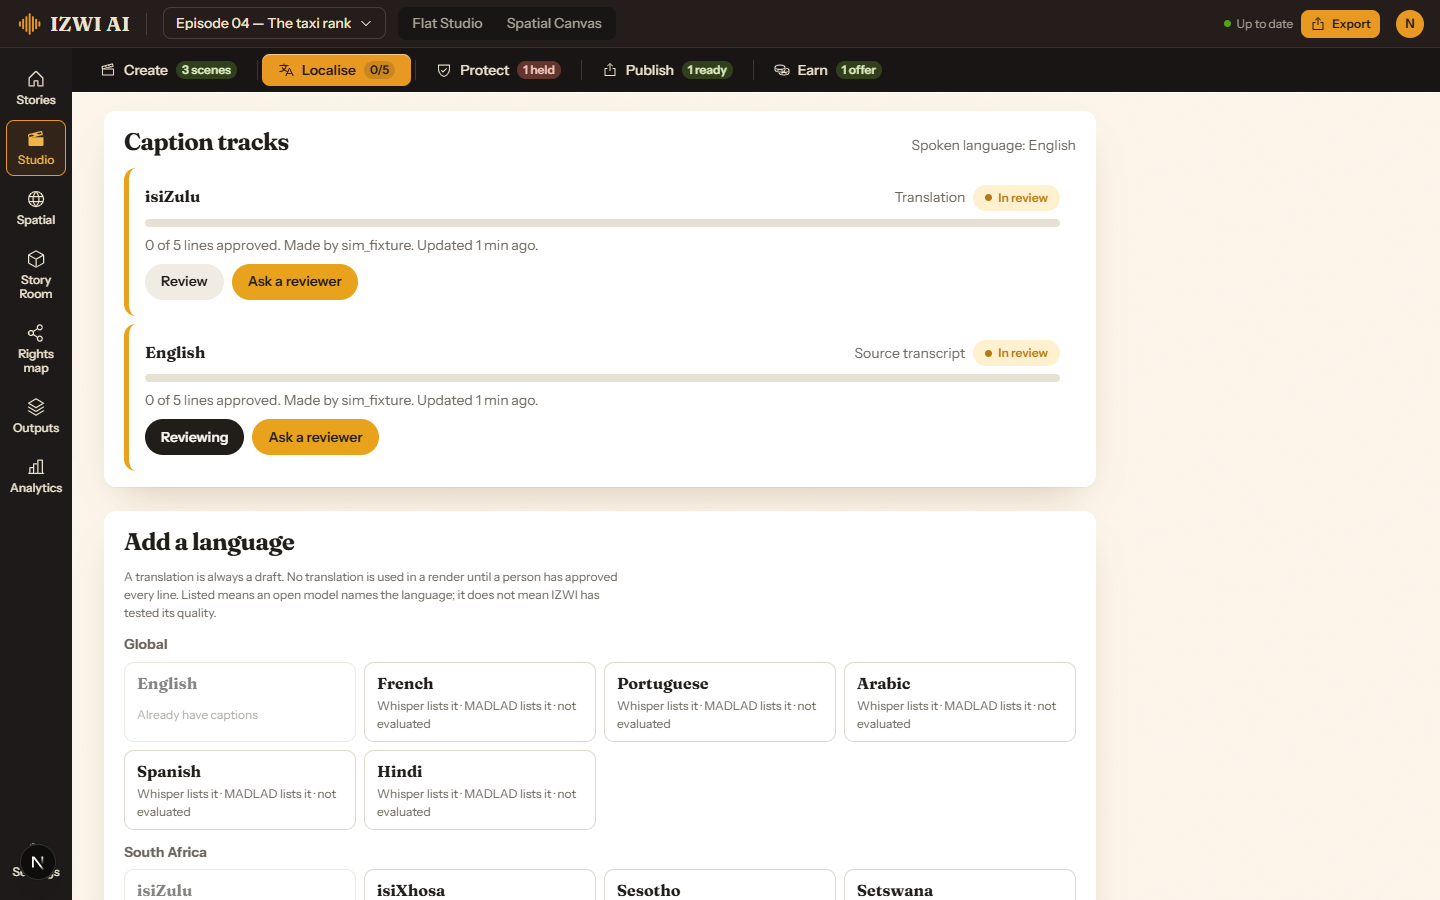 IZWI AI
Episode 04 — The taxi rank
Flat Studio
Spatial Canvas
Up to date
Export
N
Create 3 scenes
Localise 0/5
Protect 1 held
Publish 1 ready
Earn 1 offer
Stories
Studio
Spatial
Story
Room
Rights
map
Outputs
Analytics
N
Caption tracks
Spoken language: English
isiZulu
Translation
In review
0 of 5 lines approved. Made by sim_fixture. Updated 1 min ago.
Review
Ask a reviewer
English
Source transcript
In review
0 of 5 lines approved. Made by sim_fixture. Updated 1 min ago.
Reviewing
Ask a reviewer
Add a language
A translation is always a draft. No translation is used in a render until a person has approved
every line. Listed means an open model names the language; it does not mean IZWI has
tested its quality.
Global
English
Already have captions
French
Whisper lists it · MADLAD lists it · not
evaluated
Portuguese
Whisper lists it · MADLAD lists it · not
evaluated
Arabic
Whisper lists it · MADLAD lists it · not
evaluated
Spanish
Whisper lists it · MADLAD lists it · not
evaluated
Hindi
Whisper lists it · MADLAD lists it · not
evaluated
South Africa
isiZulu
isiXhosa
Sesotho
Setswana